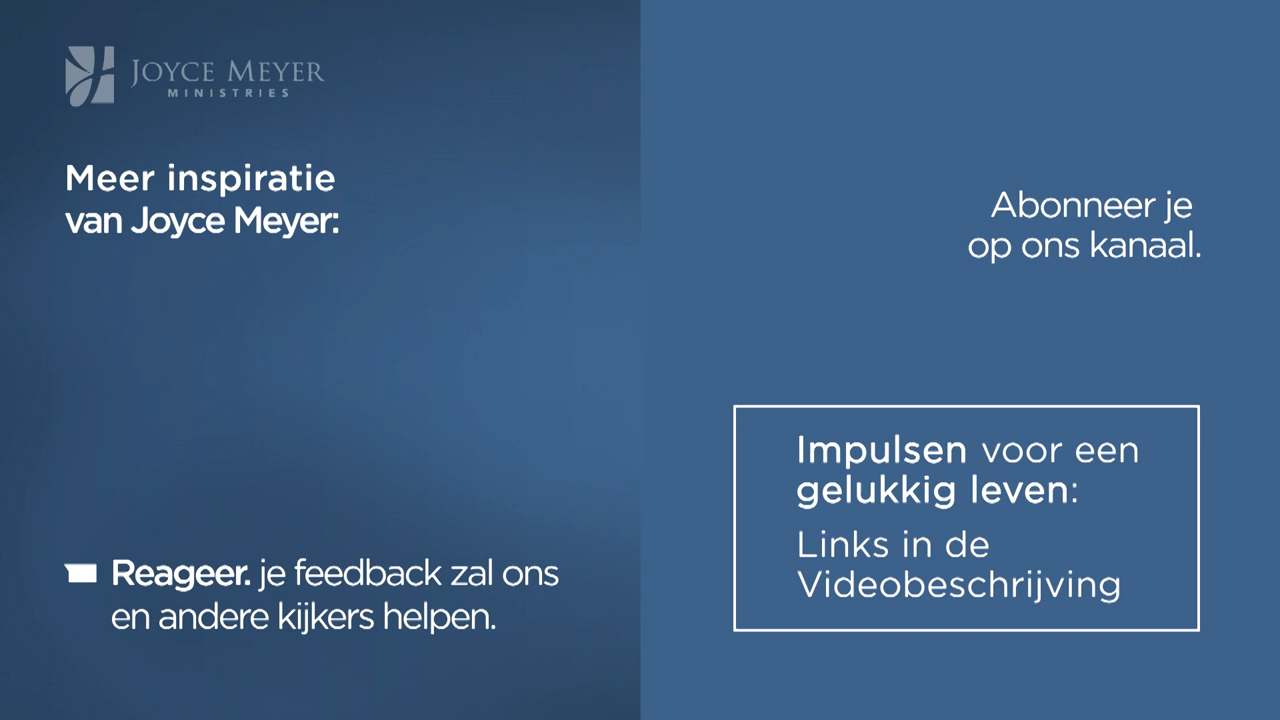 JOYCE MEYER
MINISTRIES
Meer inspiratie
van Joyce Meyer:
Reageer. je feedback zal ons
en andere kijkers helpen.
Abonneer je
op ons kanaal.
Impulsen voor een
gelukkig leven:
Links in de
Videobeschrijving